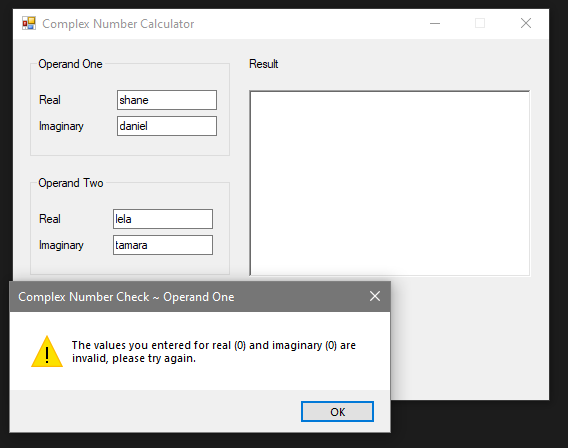 Complex Number Calculator
Operand One
Real shane
Imaginary daniel
Operand Two
Real lela
Imaginary tamara
Result
Complex Number Check ~ Operand One
The values you entered for real (0) and imaginary (0) are
invalid, please try again.
OK